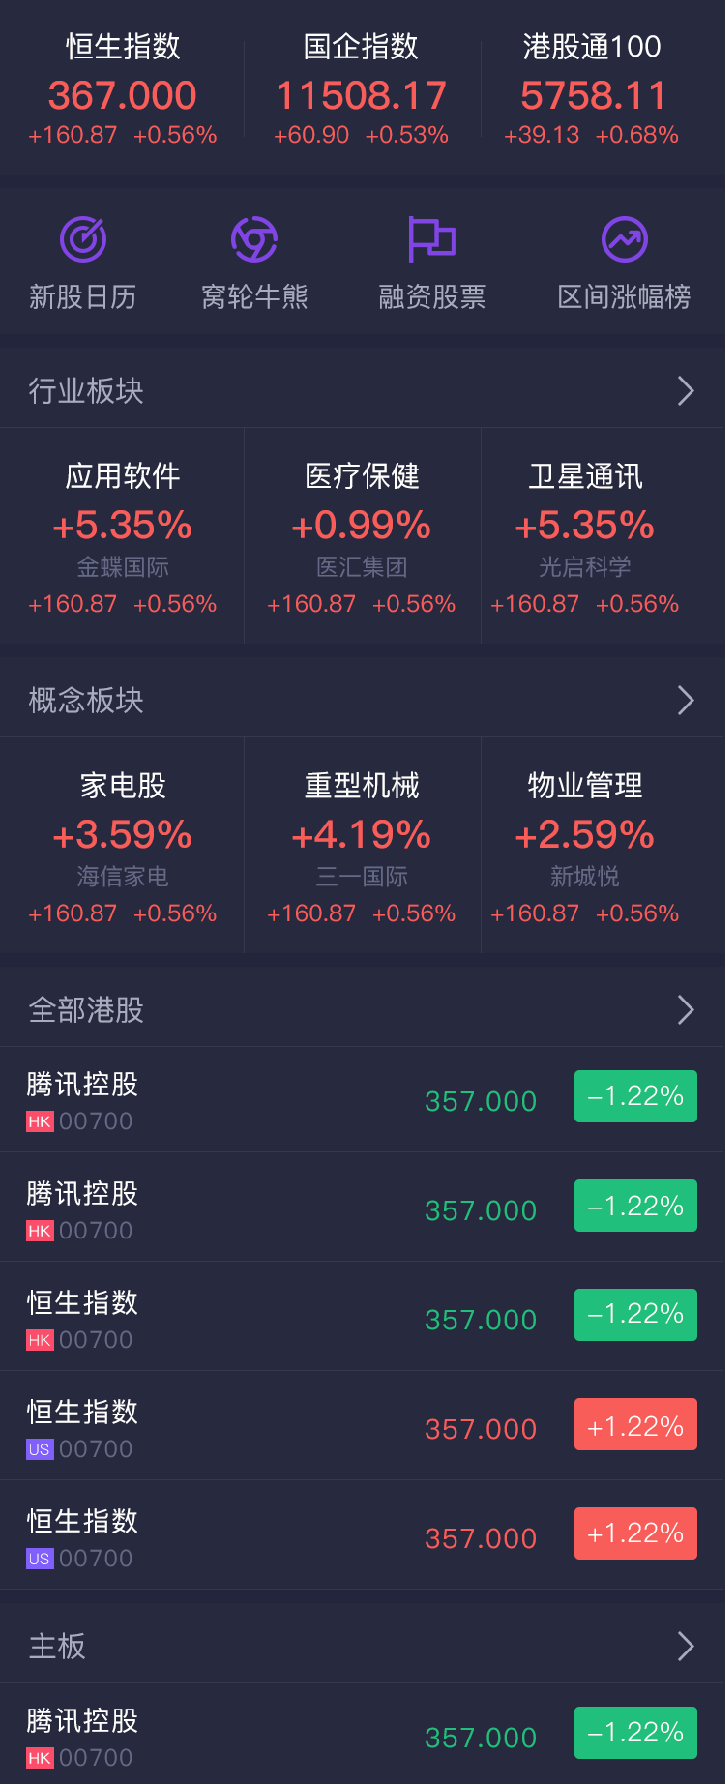 恒生指数 国企指数 港股通100
367.000 11508.17 5758.11
+160.87 +0.56% +60.90 +0.53% +39.13 +0.68%
新股日历 窝轮牛熊 融资股票 区间涨幅榜
行业板块
应用软件 医疗保健 卫星通讯
+5.35% +0.99% +5.35%
金蝶国际 医汇集团 光启科学
+160.87 +0.56% +160.87 +0.56% +160.87 +0.56%
概念板块
家电股 重型机械 物业管理
+3.59% +4.19% +2.59%
海信家电 三一国际 新城悦
+160.87 +0.56% +160.87 +0.56% +160.87 +0.56%
全部港股
腾讯控股 357.000 −1.22%
HK 00700
腾讯控股 357.000 −1.22%
HK 00700
恒生指数 357.000 −1.22%
HK 00700
恒生指数 357.000 +1.22%
US 00700
恒生指数 357.000 +1.22%
US 00700
主板
腾讯控股 357.000 −1.22%
HK 00700